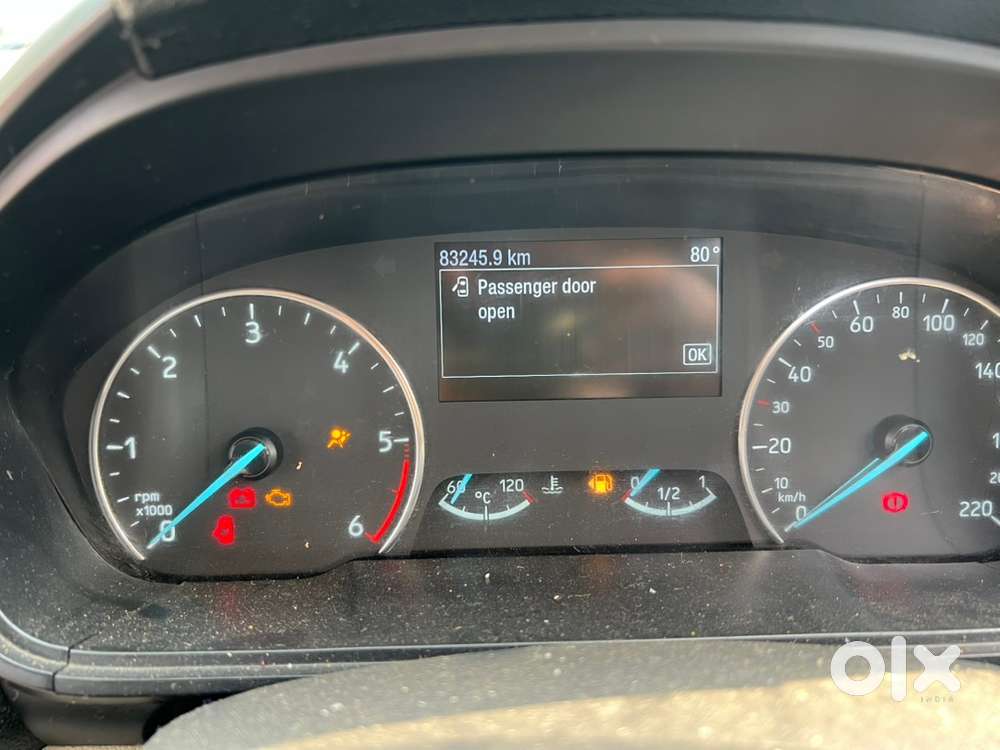 83245.9 km 80°
Passenger door
open
OK
0 1 2 3 4 5 6
rpm
x1000
60 120
°C
0 1/2 1
0 10 20 30 40 50 60 80 100 120 140 220
km/h
olx
INDIA